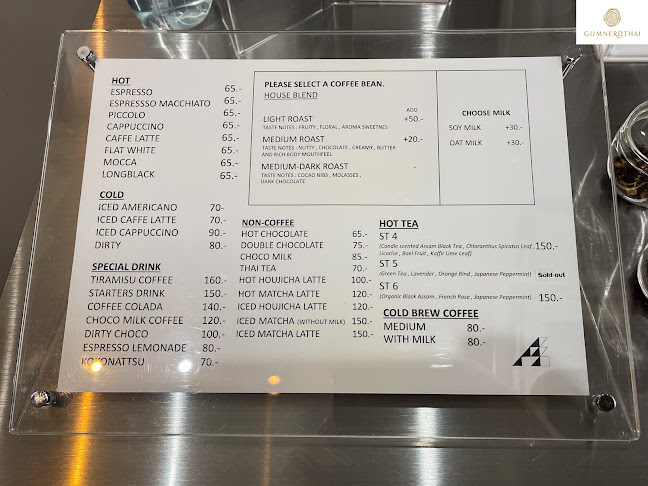 GUMNERDTHAI
HOT
ESPRESSO 65.-
ESPRESSSO MACCHIATO 65.-
PICCOLO 65.-
CAPPUCCINO 65.-
CAFFE LATTE 65.-
FLAT WHITE 65.-
MOCCA 65.-
LONGBLACK 65.-
COLD
ICED AMERICANO 70-
ICED CAFFE LATTE 70.-
ICED CAPPUCCINO 90.-
DIRTY 80.-
SPECIAL DRINK
TIRAMISU COFFEE 160.-
STARTERS DRINK 150.-
COFFEE COLADA 140.-
CHOCO MILK COFFEE 120.-
DIRTY CHOCO 100.-
ESPRESSO LEMONADE 80.-
KOKONATTSU 70.-
PLEASE SELECT A COFFEE BEAN.
HOUSE BLEND
ADD
LIGHT ROAST +50.-
TASTE NOTES : FRUITY , FLORAL , AROMA SWEETNES
MEDIUM ROAST +20.-
TASTE NOTES : NUTTY , CHOCOLATE , CREAMY , BUTTER
AND RICH BODY MOUTHFEEL
MEDIUM-DARK ROAST -
TASTE NOTES : COCAO NIBS , MOLASSES ,
DARK CHOCOLATE
CHOOSE MILK
SOY MILK +30.-
OAT MILK +30.-
NON-COFFEE
HOT CHOCOLATE 65.-
DOUBLE CHOCOLATE 75.-
CHOCO MILK 85.-
THAI TEA 70.-
HOT HOUJICHA LATTE 100.-
HOT MATCHA LATTE 120.-
ICED HOUJICHA LATTE 120.-
ICED MATCHA (WITHOUT MILK) 150.-
ICED MATCHA LATTE 150.-
HOT TEA
ST 4
(Candle scented Assam Black Tea , Chloranthus Spicatus Leaf , 150.-
Licorice , Bael Fruit , Kaffir Lime Leaf)
ST 5
(Green Tea , Lavender , Orange Rind , Japanese Peppermint) Sold out
ST 6
(Organic Black Assam , French Rose , Japanese Peppermint) 150.-
COLD BREW COFFEE
MEDIUM 80.-
WITH MILK 80.-